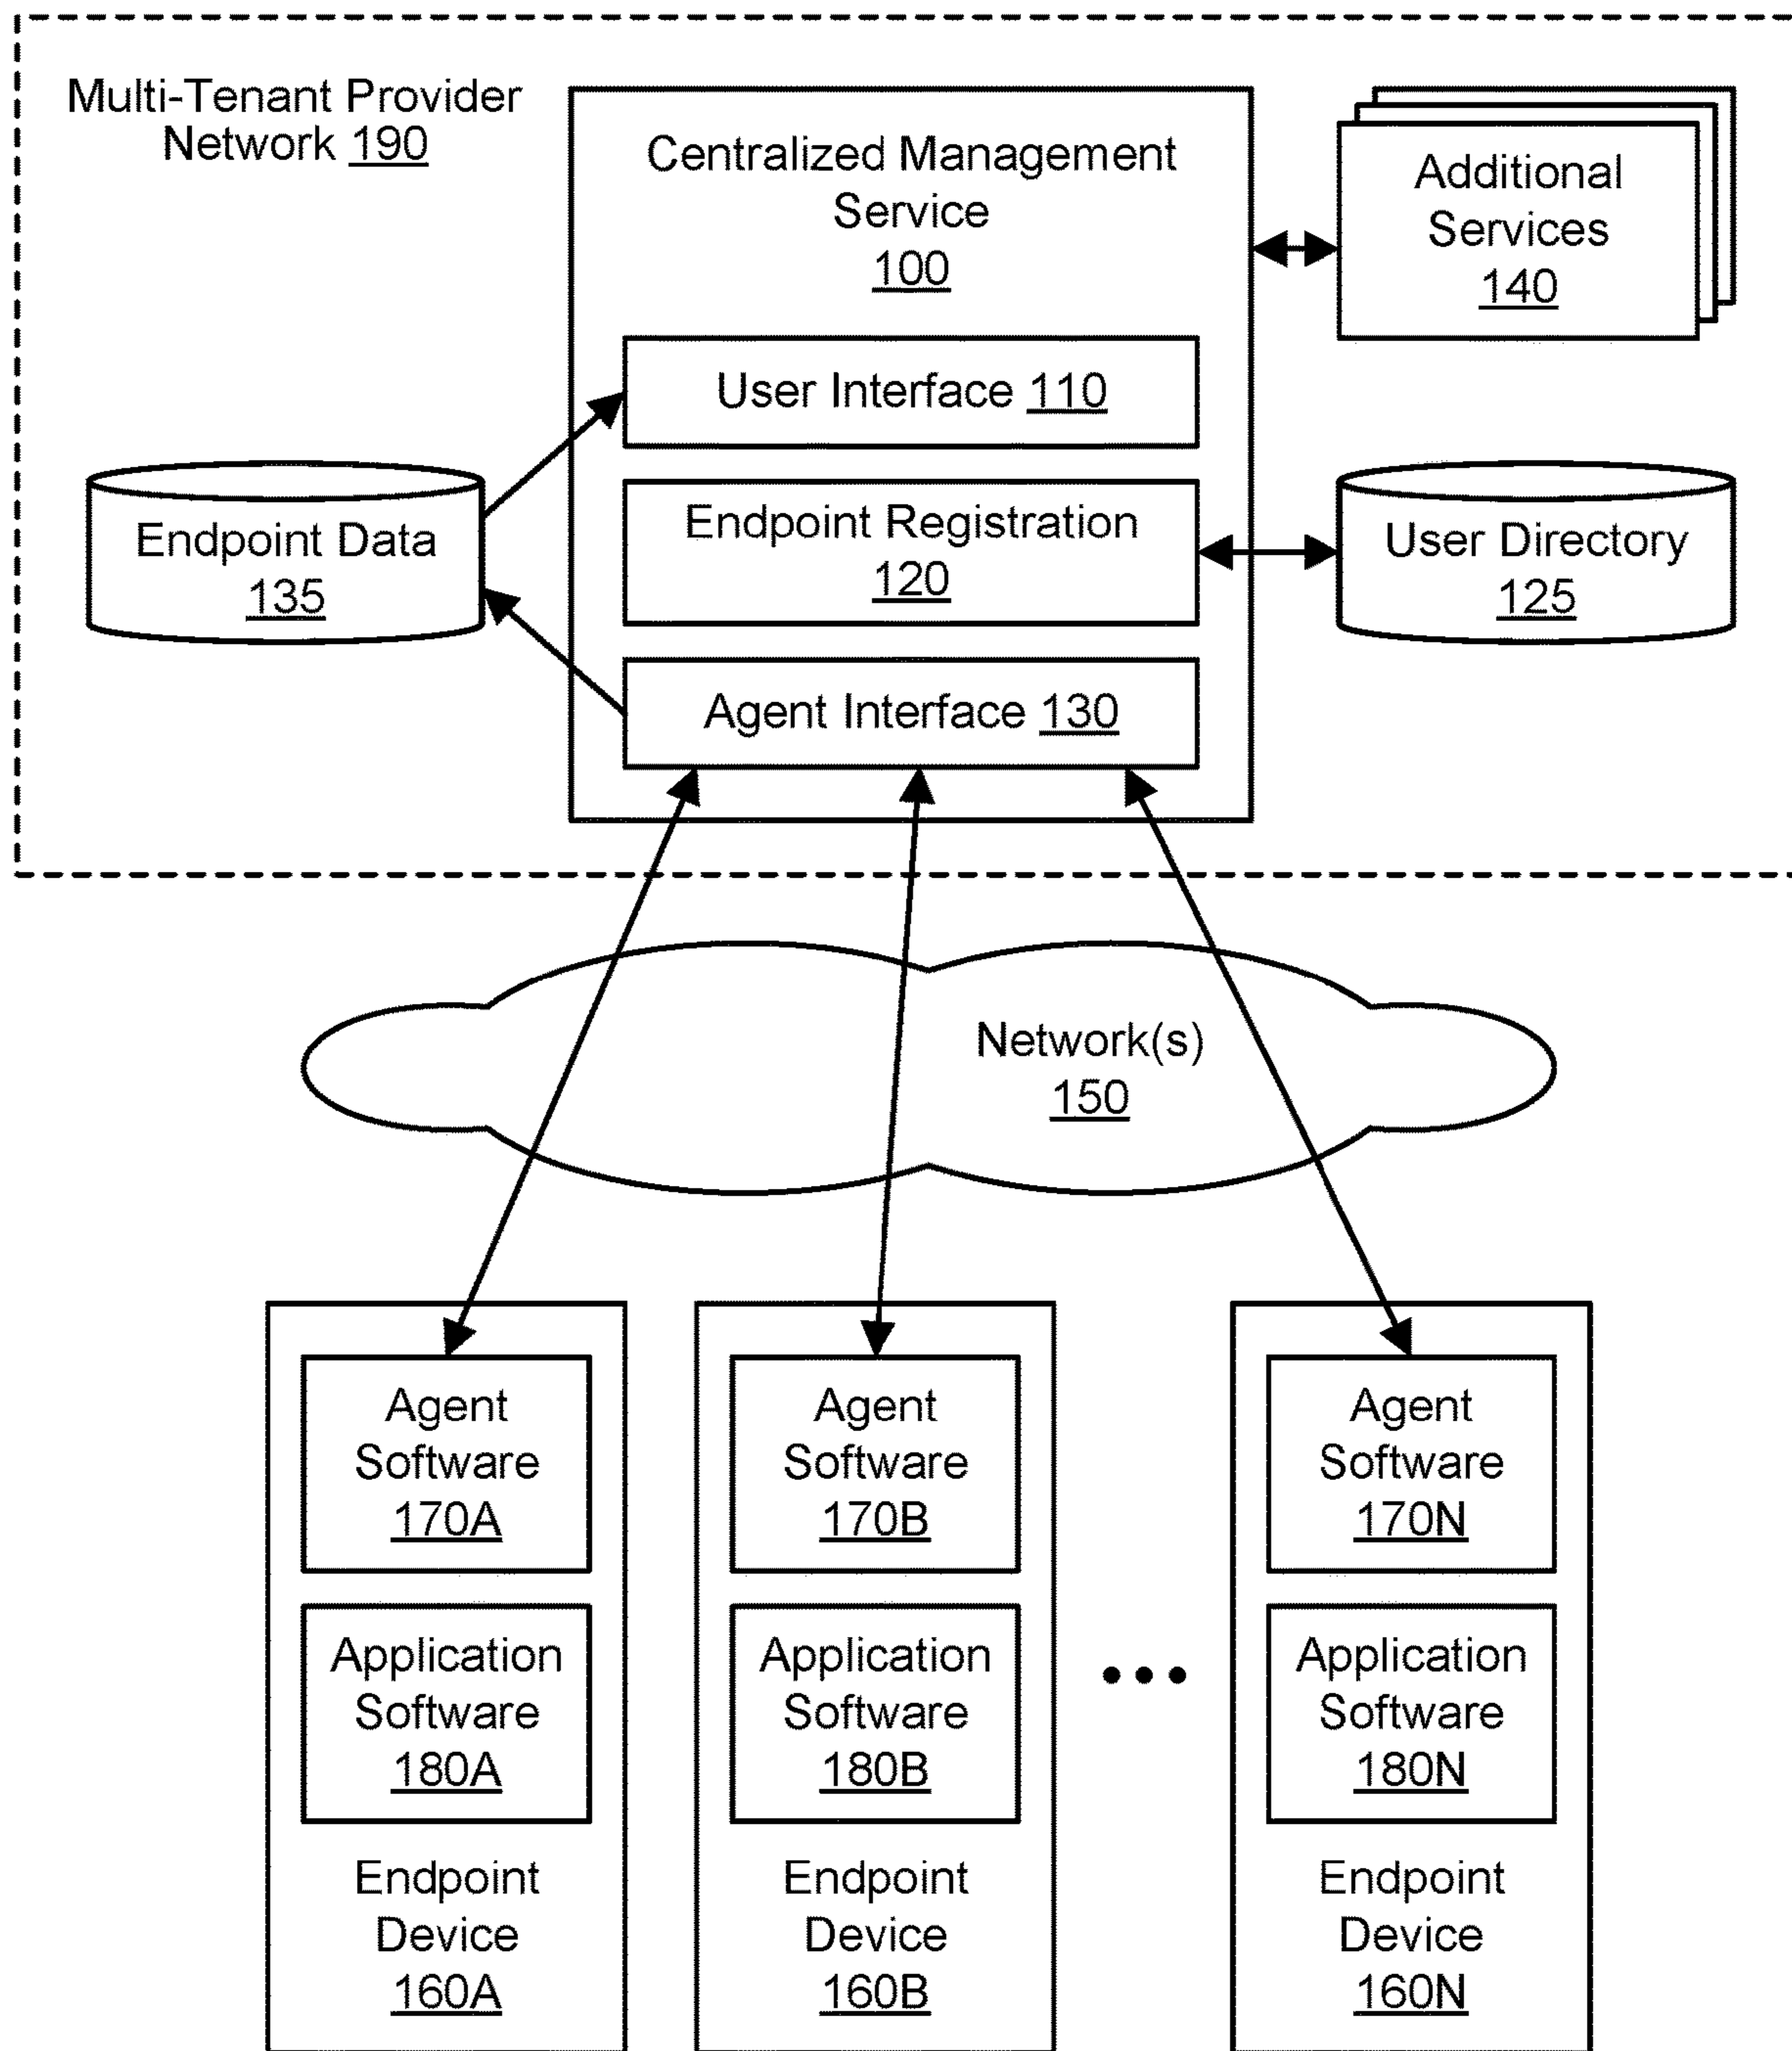 Multi-Tenant Provider
Network 190
Centralized Management
Service
100
Additional
Services
140
User Interface 110
Endpoint Data
135
Endpoint Registration
120
User Directory
125
Agent Interface 130
Network(s)
150
Agent
Software
170A
Application
Software
180A
Endpoint
Device
160A
Agent
Software
170B
Application
Software
180B
Endpoint
Device
160B
•••
Agent
Software
170N
Application
Software
180N
Endpoint
Device
160N